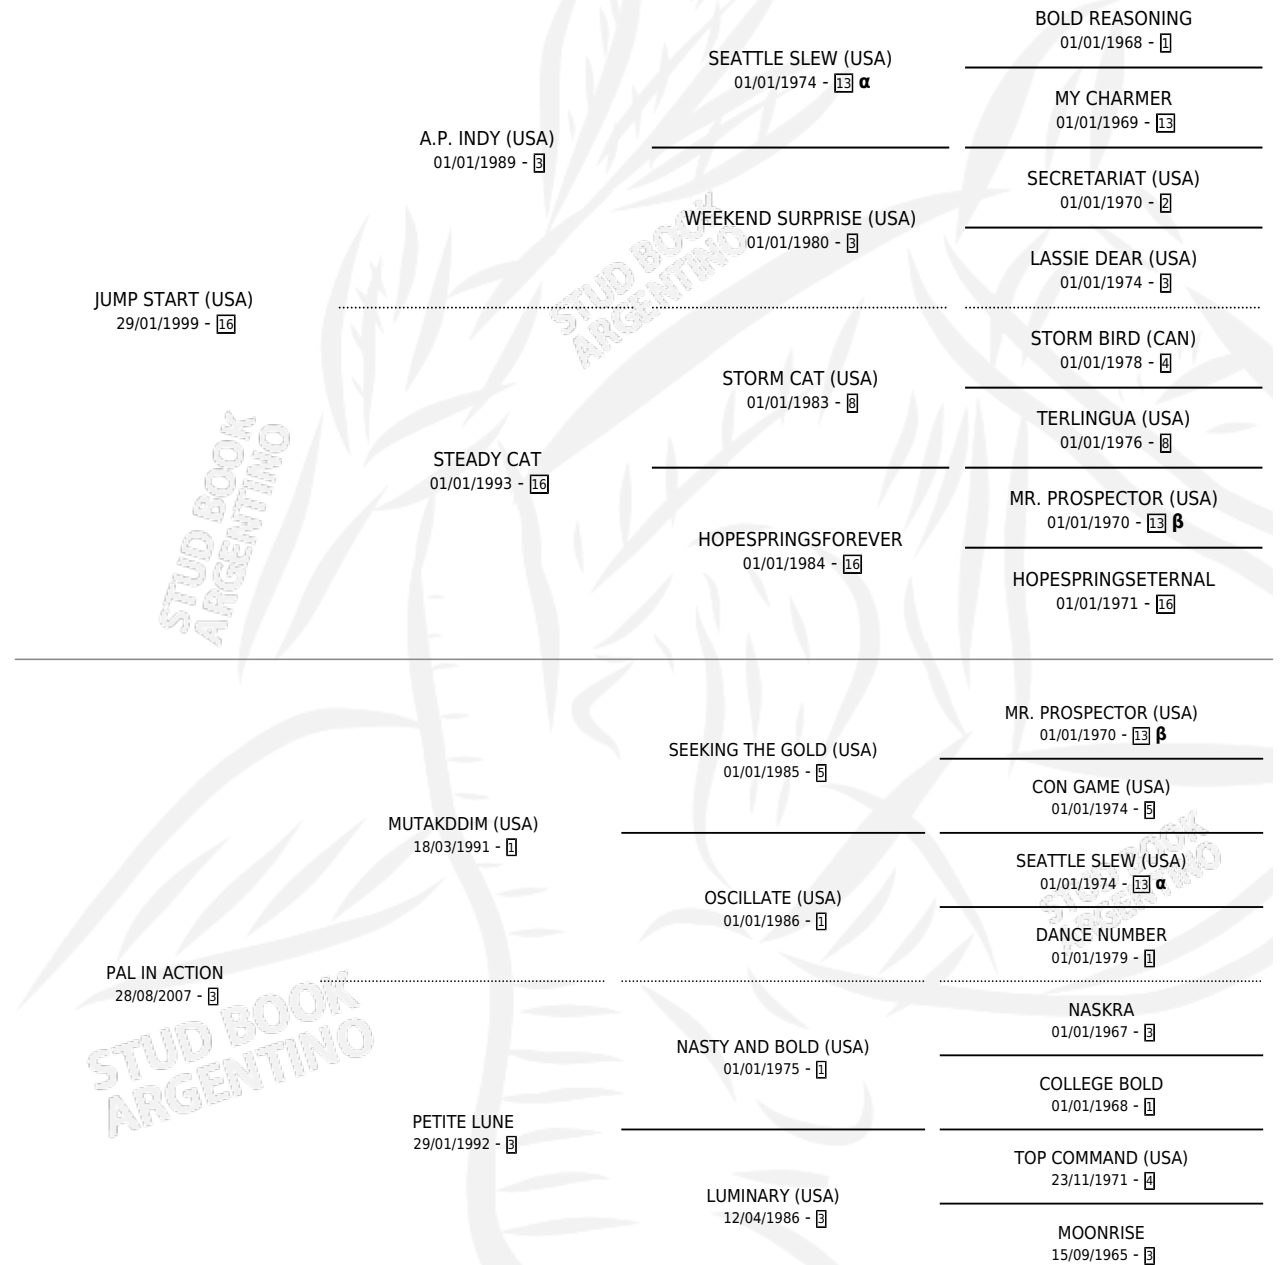 BOLD REASONING
01/01/1968 - 1
SEATTLE SLEW (USA)
01/01/1974 - 13 α
MY CHARMER
01/01/1969 - 13
A.P. INDY (USA)
01/01/1989 - 3
SECRETARIAT (USA)
01/01/1970 - 2
WEEKEND SURPRISE (USA)
01/01/1980 - 3
LASSIE DEAR (USA)
01/01/1974 - 3
JUMP START (USA)
29/01/1999 - 16
STORM BIRD (CAN)
01/01/1978 - 4
STORM CAT (USA)
01/01/1983 - 8
TERLINGUA (USA)
01/01/1976 - 8
STEADY CAT
01/01/1993 - 16
MR. PROSPECTOR (USA)
01/01/1970 - 13 β
HOPESPRINGSFOREVER
01/01/1984 - 16
HOPESPRINGSETERNAL
01/01/1971 - 16
MR. PROSPECTOR (USA)
01/01/1970 - 13 β
SEEKING THE GOLD (USA)
01/01/1985 - 5
CON GAME (USA)
01/01/1974 - 5
MUTAKDDIM (USA)
18/03/1991 - 1
SEATTLE SLEW (USA)
01/01/1974 - 13 α
OSCILLATE (USA)
01/01/1986 - 1
DANCE NUMBER
01/01/1979 - 1
PAL IN ACTION
28/08/2007 - 3
NASKRA
01/01/1967 - 3
NASTY AND BOLD (USA)
01/01/1975 - 1
COLLEGE BOLD
01/01/1968 - 1
PETITE LUNE
29/01/1992 - 3
TOP COMMAND (USA)
23/11/1971 - 4
LUMINARY (USA)
12/04/1986 - 3
MOONRISE
15/09/1965 - 3
STUD BOOK
ARGENTINO
STUD BOOK
ARGENTINO
STUD BOOK
ARGENTINO
STUD BOOK
ARGENTINO